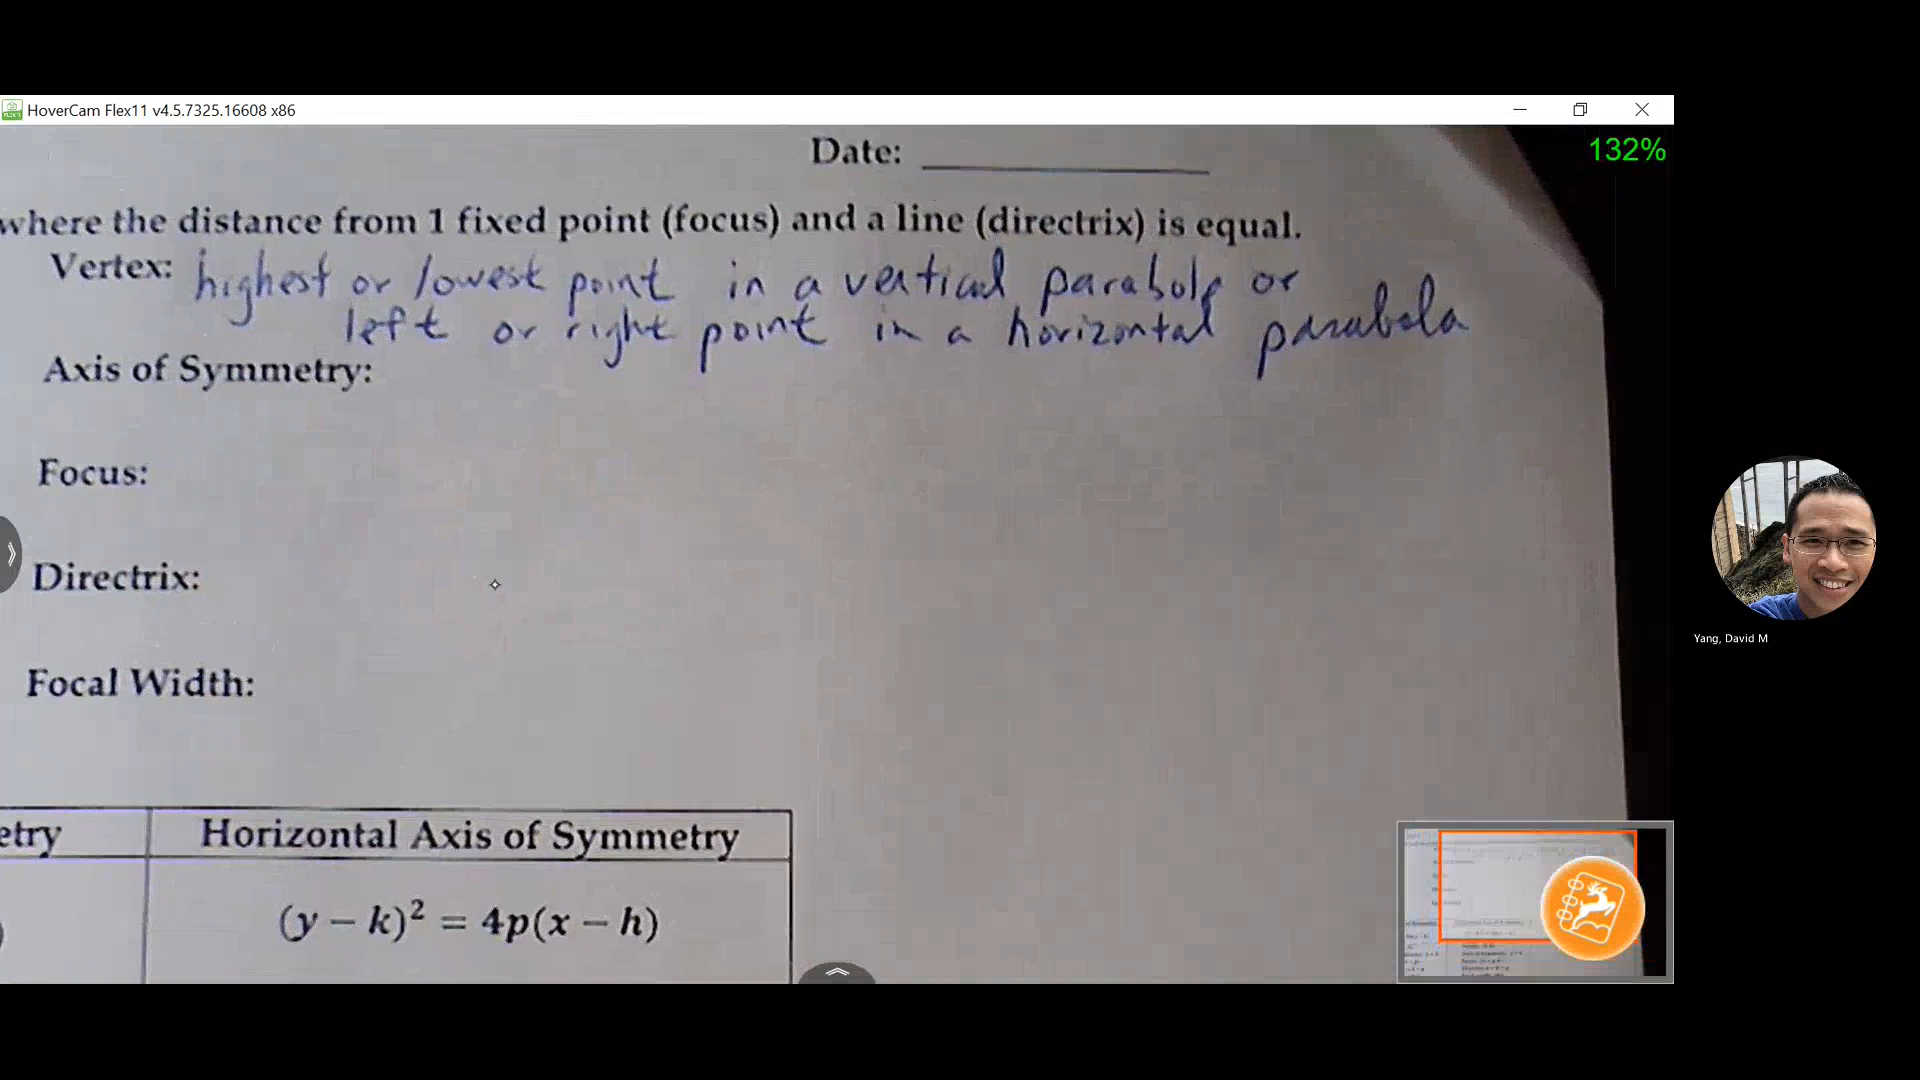 HoverCam Flex11 v4.5.7325.16608 x86
132%
Date:
where the distance from 1 fixed point (focus) and a line (directrix) is equal.
Vertex: highest or lowest point in a vertical parabola or
left or right point in a horizontal parabola
Axis of Symmetry:
Focus:
Directrix:
Focal Width:
etry
Horizontal Axis of Symmetry
(y − k)² = 4p(x − h)
Yang, David M